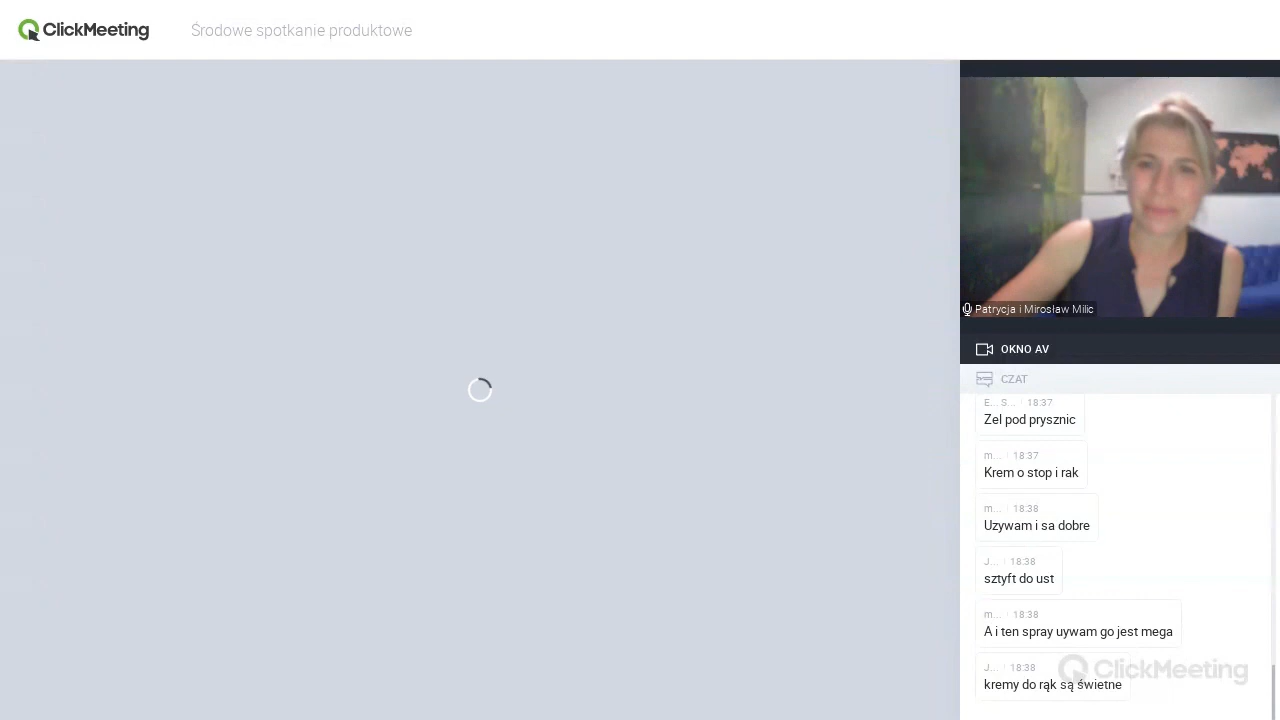 ClickMeeting
Środowe spotkanie produktowe
Patrycja i Mirosław Milic
OKNO AV
CZAT
E... S... 18:37
Zel pod prysznic
m... 18:37
Krem o stop i rak
m... 18:38
Uzywam i sa dobre
J... 18:38
sztyft do ust
m... 18:38
A i ten spray uywam go jest mega
J... 18:38
kremy do rąk są świetne
ClickMeeting